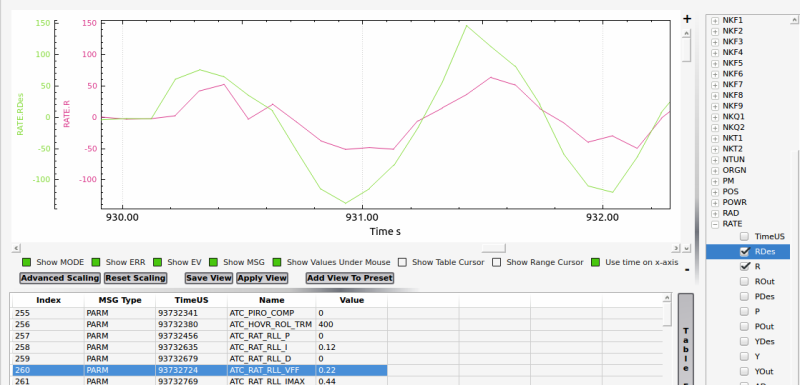 150
100
50
0
-50
-100
RATE.RDes
150
100
50
0
-50
-100
RATE.R
930.00 931.00 932.00
Time s
+
-
Show MODE Show ERR Show EV Show MSG Show Values Under Mouse Show Table Cursor Show Range Cursor Use time on x-axis
Advanced Scaling Reset Scaling Save View Apply View Add View To Preset
Index MSG Type TimeUS Name Value
255 PARM 93732341 ATC_PIRO_COMP 0
256 PARM 93732380 ATC_HOVR_ROL_TRM 400
257 PARM 93732456 ATC_RAT_RLL_P 0
258 PARM 93732635 ATC_RAT_RLL_I 0.12
259 PARM 93732679 ATC_RAT_RLL_D 0
260 PARM 93732724 ATC_RAT_RLL_VFF 0.22
261 PARM 93732769 ATC_RAT_RLL_IMAX 0.44
Table
NKF1
NKF2
NKF3
NKF4
NKF5
NKF6
NKF7
NKF8
NKF9
NKQ1
NKQ2
NKT1
NKT2
NTUN
ORGN
PM
POS
POWR
RAD
RATE
TimeUS
RDes
R
ROut
PDes
P
POut
YDes
Y
YOut